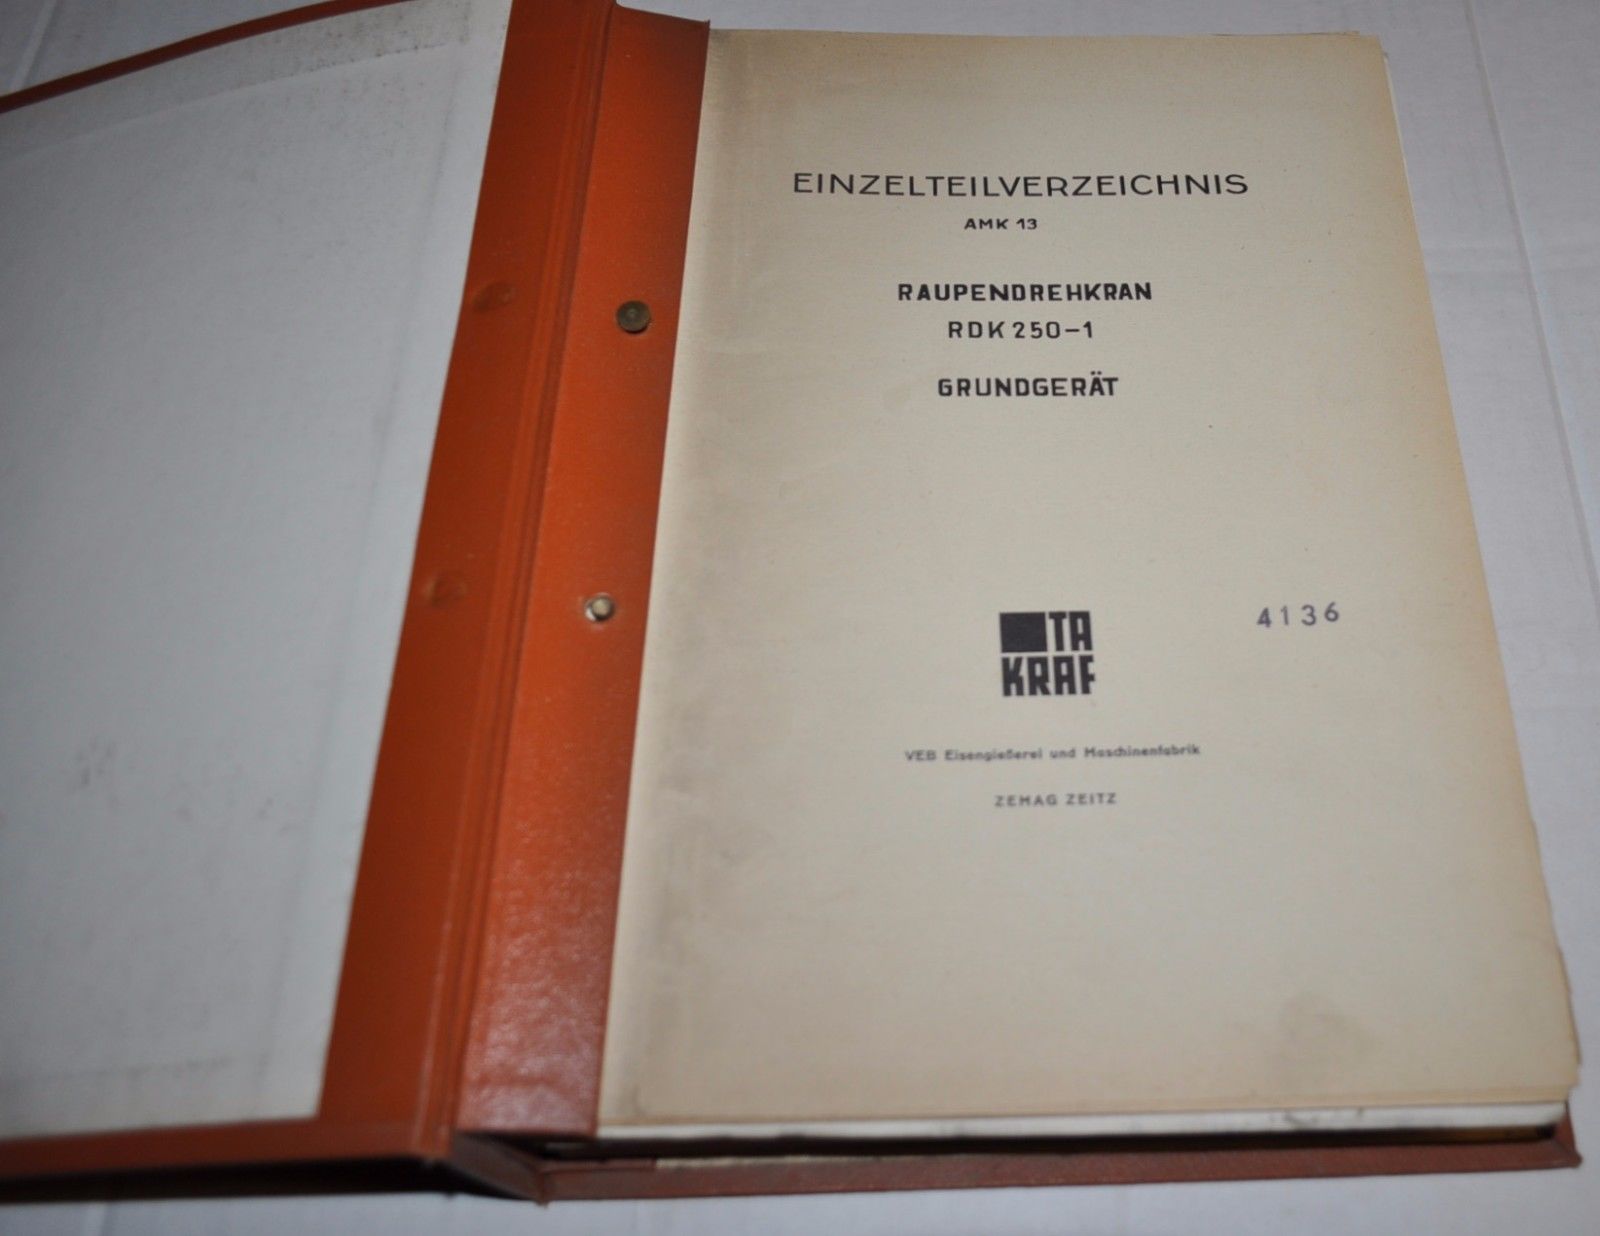 EINZELTEILVERZEICHNIS
AMK 13
RAUPENDREHKRAN
RDK 250-1
GRUNDGERÄT
TA
KRAF
4136
VEB Eisengießerei und Maschinenfabrik
ZEMAG ZEITZ